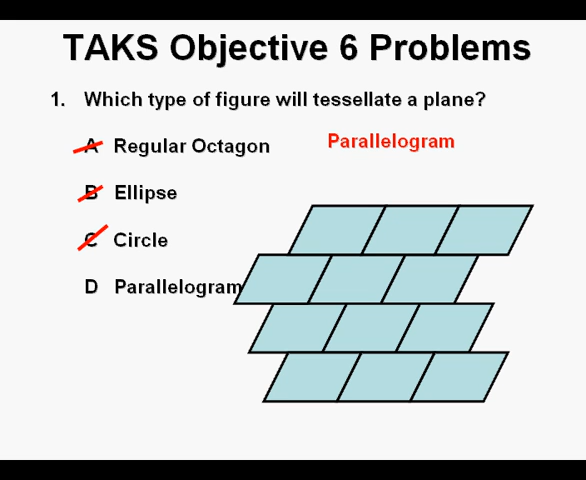 TAKS Objective 6 Problems
1. Which type of figure will tessellate a plane?
A Regular Octagon
Parallelogram
B Ellipse
C Circle
D Parallelogram